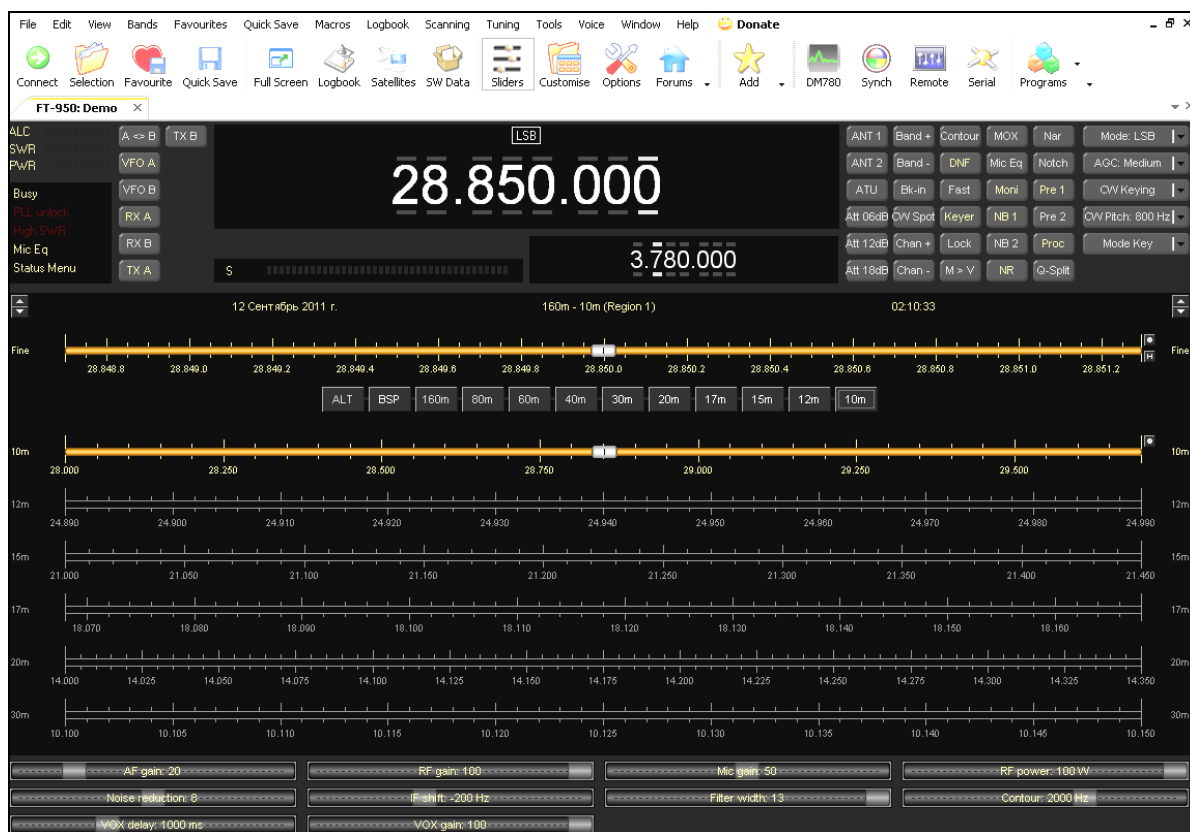 File Edit View Bands Favourites Quick Save Macros Logbook Scanning Tuning Tools Voice Window Help Donate
Connect Selection Favourite Quick Save Full Screen Logbook Satellites SW Data Sliders Customise Options Forums Add DM780 Synch Remote Serial Programs
FT-950: Demo
ALC A <> B TX B LSB ANT 1 Band + Contour MOX Nar Mode: LSB
SWR
PWR VFO A 28.850.000 ANT 2 Band - DNF Mic Eq Notch AGC: Medium
Busy VFO B ATU Bk-in Fast Moni Pre 1 CW Keying
PLL unlock RX A Att 06dB CW Spot Keyer NB 1 Pre 2 CW Pitch: 800 Hz
High SWR
Mic Eq RX B 3.780.000 Att 12dB Chan + Lock NB 2 Proc Mode Key
Status Menu TX A S Att 18dB Chan - M > V NR Q-Split
12 Сентябрь 2011 г. 160m - 10m (Region 1) 02:10:33
Fine H Fine
28.848.8 28.849.0 28.849.2 28.849.4 28.849.6 28.849.8 28.850.0 28.850.2 28.850.4 28.850.6 28.850.8 28.851.0 28.851.2
ALT BSP 160m 80m 60m 40m 30m 20m 17m 15m 12m 10m
10m 10m
28.000 28.250 28.500 28.750 29.000 29.250 29.500
12m 12m
24.890 24.900 24.910 24.920 24.930 24.940 24.950 24.960 24.970 24.980 24.990
15m 15m
21.000 21.050 21.100 21.150 21.200 21.250 21.300 21.350 21.400 21.450
17m 17m
18.070 18.080 18.090 18.100 18.110 18.120 18.130 18.140 18.150 18.160
20m 20m
14.000 14.025 14.050 14.075 14.100 14.125 14.150 14.175 14.200 14.225 14.250 14.275 14.300 14.325 14.350
30m 30m
10.100 10.105 10.110 10.115 10.120 10.125 10.130 10.135 10.140 10.145 10.150
AF gain: 20 RF gain: 100 Mic gain: 50 RF power: 100 W
Noise reduction: 8 IF shift: -200 Hz Filter width: 13 Contour: 2000 Hz
VOX delay: 1000 ms VOX gain: 100